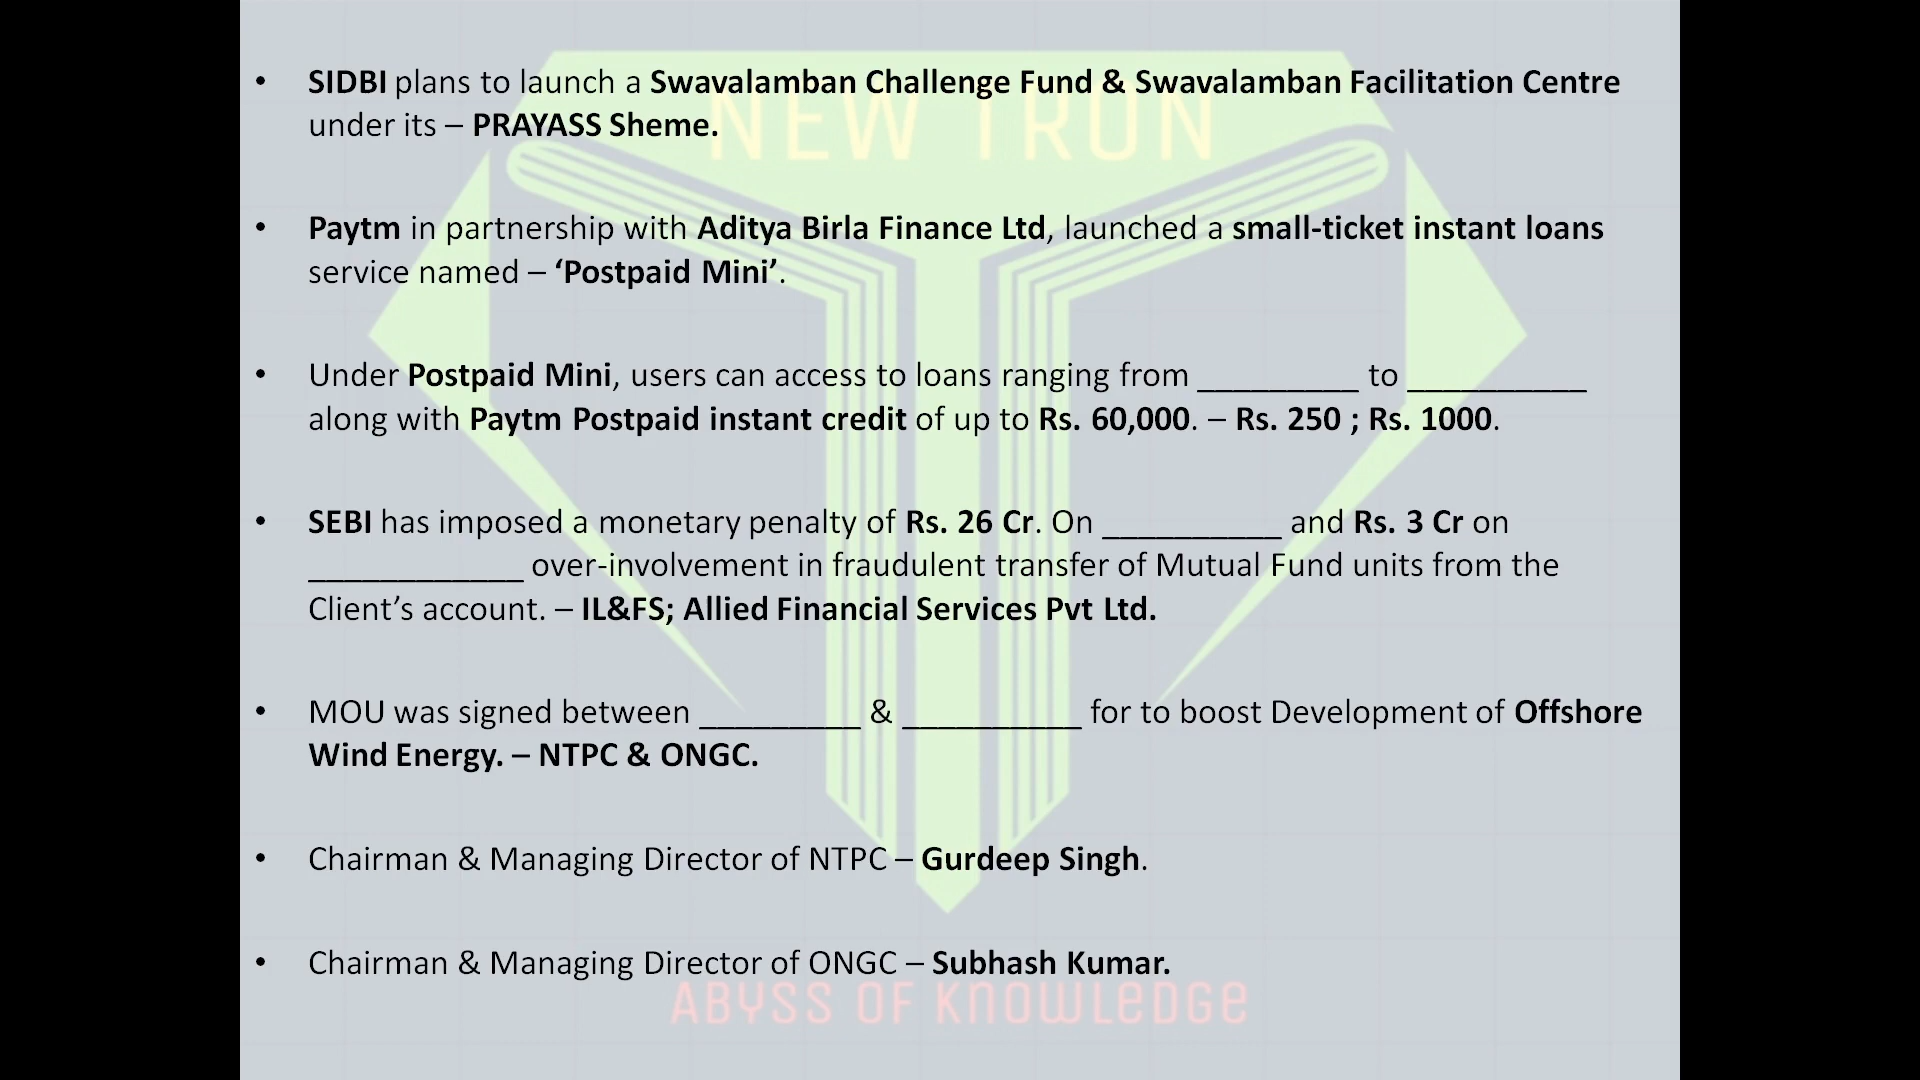 NEW TRON
• SIDBI plans to launch a Swavalamban Challenge Fund & Swavalamban Facilitation Centre
under its – PRAYASS Sheme.
• Paytm in partnership with Aditya Birla Finance Ltd, launched a small-ticket instant loans
service named – ‘Postpaid Mini’.
• Under Postpaid Mini, users can access to loans ranging from _________ to __________
along with Paytm Postpaid instant credit of up to Rs. 60,000. – Rs. 250 ; Rs. 1000.
• SEBI has imposed a monetary penalty of Rs. 26 Cr. On __________ and Rs. 3 Cr on
____________ over-involvement in fraudulent transfer of Mutual Fund units from the
Client’s account. – IL&FS; Allied Financial Services Pvt Ltd.
• MOU was signed between _________ & __________ for to boost Development of Offshore
Wind Energy. – NTPC & ONGC.
• Chairman & Managing Director of NTPC – Gurdeep Singh.
• Chairman & Managing Director of ONGC – Subhash Kumar.
ABYSS OF KNOWLEDGE